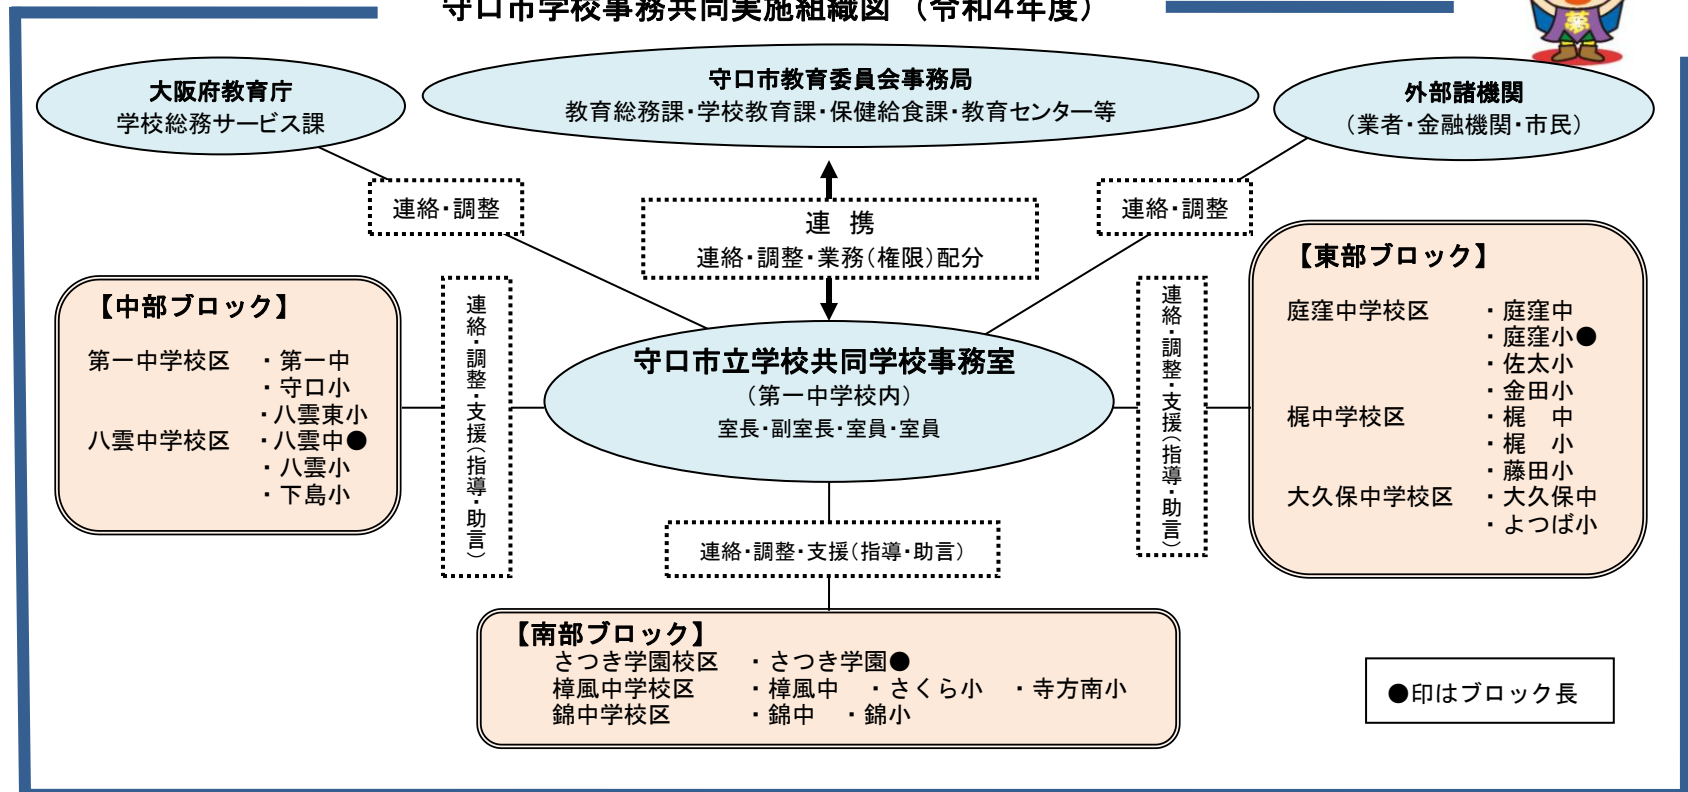 守口市学校事務共同実施組織図 （令和4年度）
夢
大阪府教育庁
学校総務サービス課
守口市教育委員会事務局
教育総務課・学校教育課・保健給食課・教育センター等
外部諸機関
（業者・金融機関・市民）
連絡・調整
連 携
連絡・調整・業務（権限）配分
連絡・調整
【中部ブロック】
第一中学校区 ・第一中
・守口小
・八雲東小
八雲中学校区 ・八雲中●
・八雲小
・下島小
連絡・調整・支援（指導・助言）
守口市立学校共同学校事務室
（第一中学校内）
室長・副室長・室員・室員
連絡・調整・支援（指導・助言）
【東部ブロック】
庭窪中学校区 ・庭窪中
・庭窪小●
・佐太小
・金田小
梶中学校区 ・梶　中
・梶　小
・藤田小
大久保中学校区 ・大久保中
・よつば小
連絡・調整・支援（指導・助言）
【南部ブロック】
さつき学園校区 ・さつき学園●
樟風中学校区 ・樟風中 ・さくら小 ・寺方南小
錦中学校区 ・錦中 ・錦小
●印はブロック長